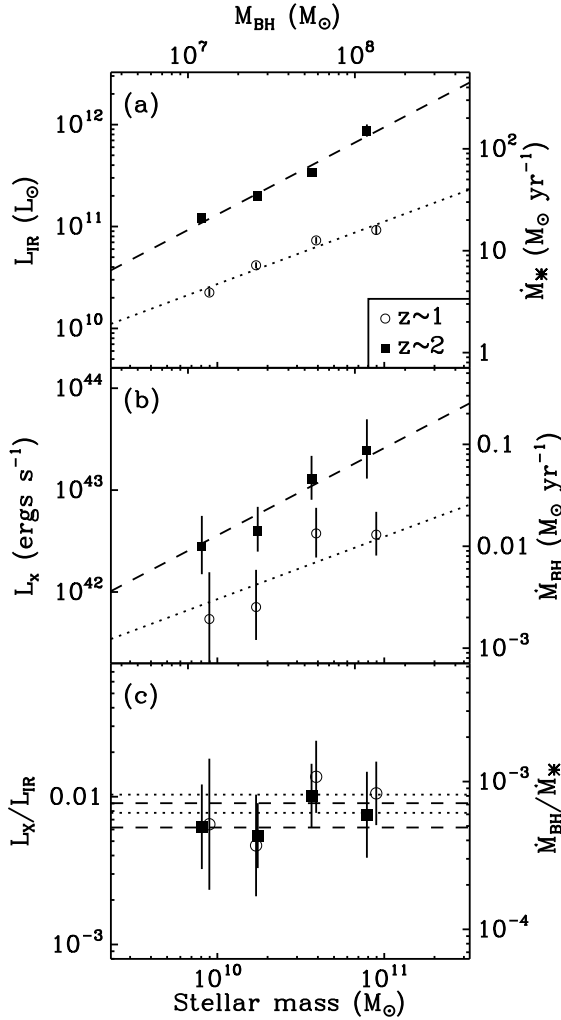 M_BH (M_⊙)
10^7 10^8
(a)
10^12
10^11
10^10
L_IR (L_⊙)
10^2
10
1
Ṁ_✱ (M_⊙ yr^−1)
z~1
z~2
(b)
10^44
10^43
10^42
L_x (ergs s^−1)
0.1
0.01
10^−3
Ṁ_BH (M_⊙ yr^−1)
(c)
0.01
10^−3
L_X/L_IR
10^−3
10^−4
Ṁ_BH/Ṁ_✱
10^10 10^11
Stellar mass (M_⊙)